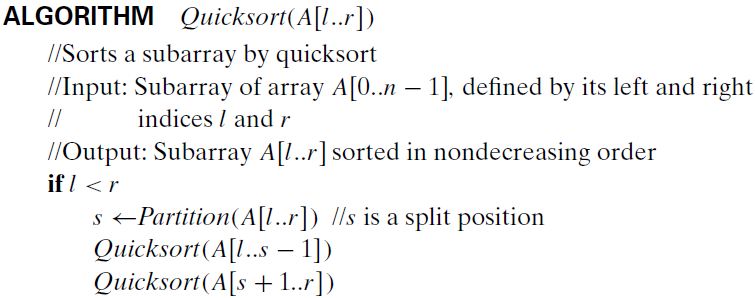 ALGORITHM Quicksort(A[l..r])
//Sorts a subarray by quicksort
//Input: Subarray of array A[0..n − 1], defined by its left and right
// indices l and r
//Output: Subarray A[l..r] sorted in nondecreasing order
if l < r
s ←Partition(A[l..r]) //s is a split position
Quicksort(A[l..s − 1])
Quicksort(A[s + 1..r])